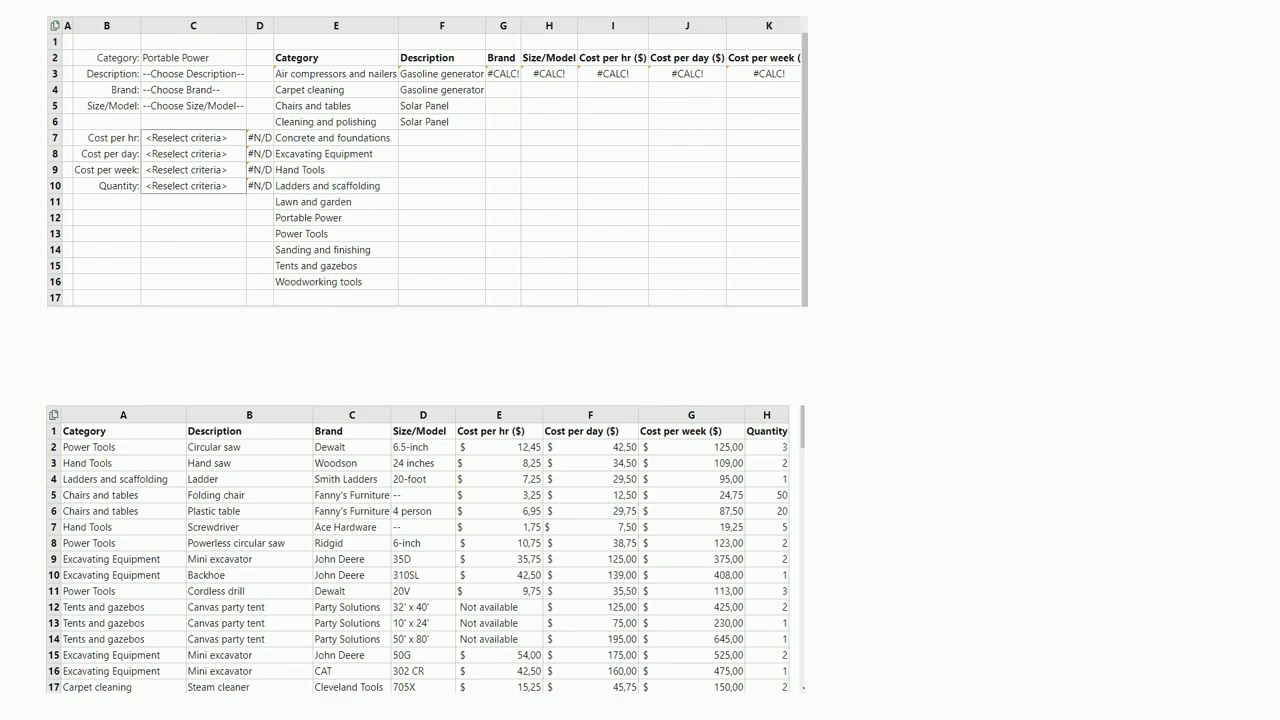 A B C D E F G H I J K
1
2 Category: Portable Power Category Description Brand Size/Model Cost per hr ($) Cost per day ($) Cost per week (
3 Description: --Choose Description-- Air compressors and nailers Gasoline generator #CALC! #CALC! #CALC! #CALC! #CALC!
4 Brand: --Choose Brand-- Carpet cleaning Gasoline generator
5 Size/Model: --Choose Size/Model-- Chairs and tables Solar Panel
6 Cleaning and polishing Solar Panel
7 Cost per hr: <Reselect criteria> #N/D Concrete and foundations
8 Cost per day: <Reselect criteria> #N/D Excavating Equipment
9 Cost per week: <Reselect criteria> #N/D Hand Tools
10 Quantity: <Reselect criteria> #N/D Ladders and scaffolding
11 Lawn and garden
12 Portable Power
13 Power Tools
14 Sanding and finishing
15 Tents and gazebos
16 Woodworking tools
17
A B C D E F G H
1 Category Description Brand Size/Model Cost per hr ($) Cost per day ($) Cost per week ($) Quantity
2 Power Tools Circular saw Dewalt 6.5-inch $ 12,45 $ 42,50 $ 125,00 3
3 Hand Tools Hand saw Woodson 24 inches $ 8,25 $ 34,50 $ 109,00 2
4 Ladders and scaffolding Ladder Smith Ladders 20-foot $ 7,25 $ 29,50 $ 95,00 1
5 Chairs and tables Folding chair Fanny's Furniture -- $ 3,25 $ 12,50 $ 24,75 50
6 Chairs and tables Plastic table Fanny's Furniture 4 person $ 6,95 $ 29,75 $ 87,50 20
7 Hand Tools Screwdriver Ace Hardware -- $ 1,75 $ 7,50 $ 19,25 5
8 Power Tools Powerless circular saw Ridgid 6-inch $ 10,75 $ 38,75 $ 123,00 2
9 Excavating Equipment Mini excavator John Deere 35D $ 35,75 $ 125,00 $ 375,00 2
10 Excavating Equipment Backhoe John Deere 310SL $ 42,50 $ 139,00 $ 408,00 1
11 Power Tools Cordless drill Dewalt 20V $ 9,75 $ 35,50 $ 113,00 3
12 Tents and gazebos Canvas party tent Party Solutions 32' x 40' Not available $ 125,00 $ 425,00 2
13 Tents and gazebos Canvas party tent Party Solutions 10' x 24' Not available $ 75,00 $ 230,00 1
14 Tents and gazebos Canvas party tent Party Solutions 50' x 80' Not available $ 195,00 $ 645,00 1
15 Excavating Equipment Mini excavator John Deere 50G $ 54,00 $ 175,00 $ 525,00 2
16 Excavating Equipment Mini excavator CAT 302 CR $ 42,50 $ 160,00 $ 475,00 1
17 Carpet cleaning Steam cleaner Cleveland Tools 705X $ 15,25 $ 45,75 $ 150,00 2